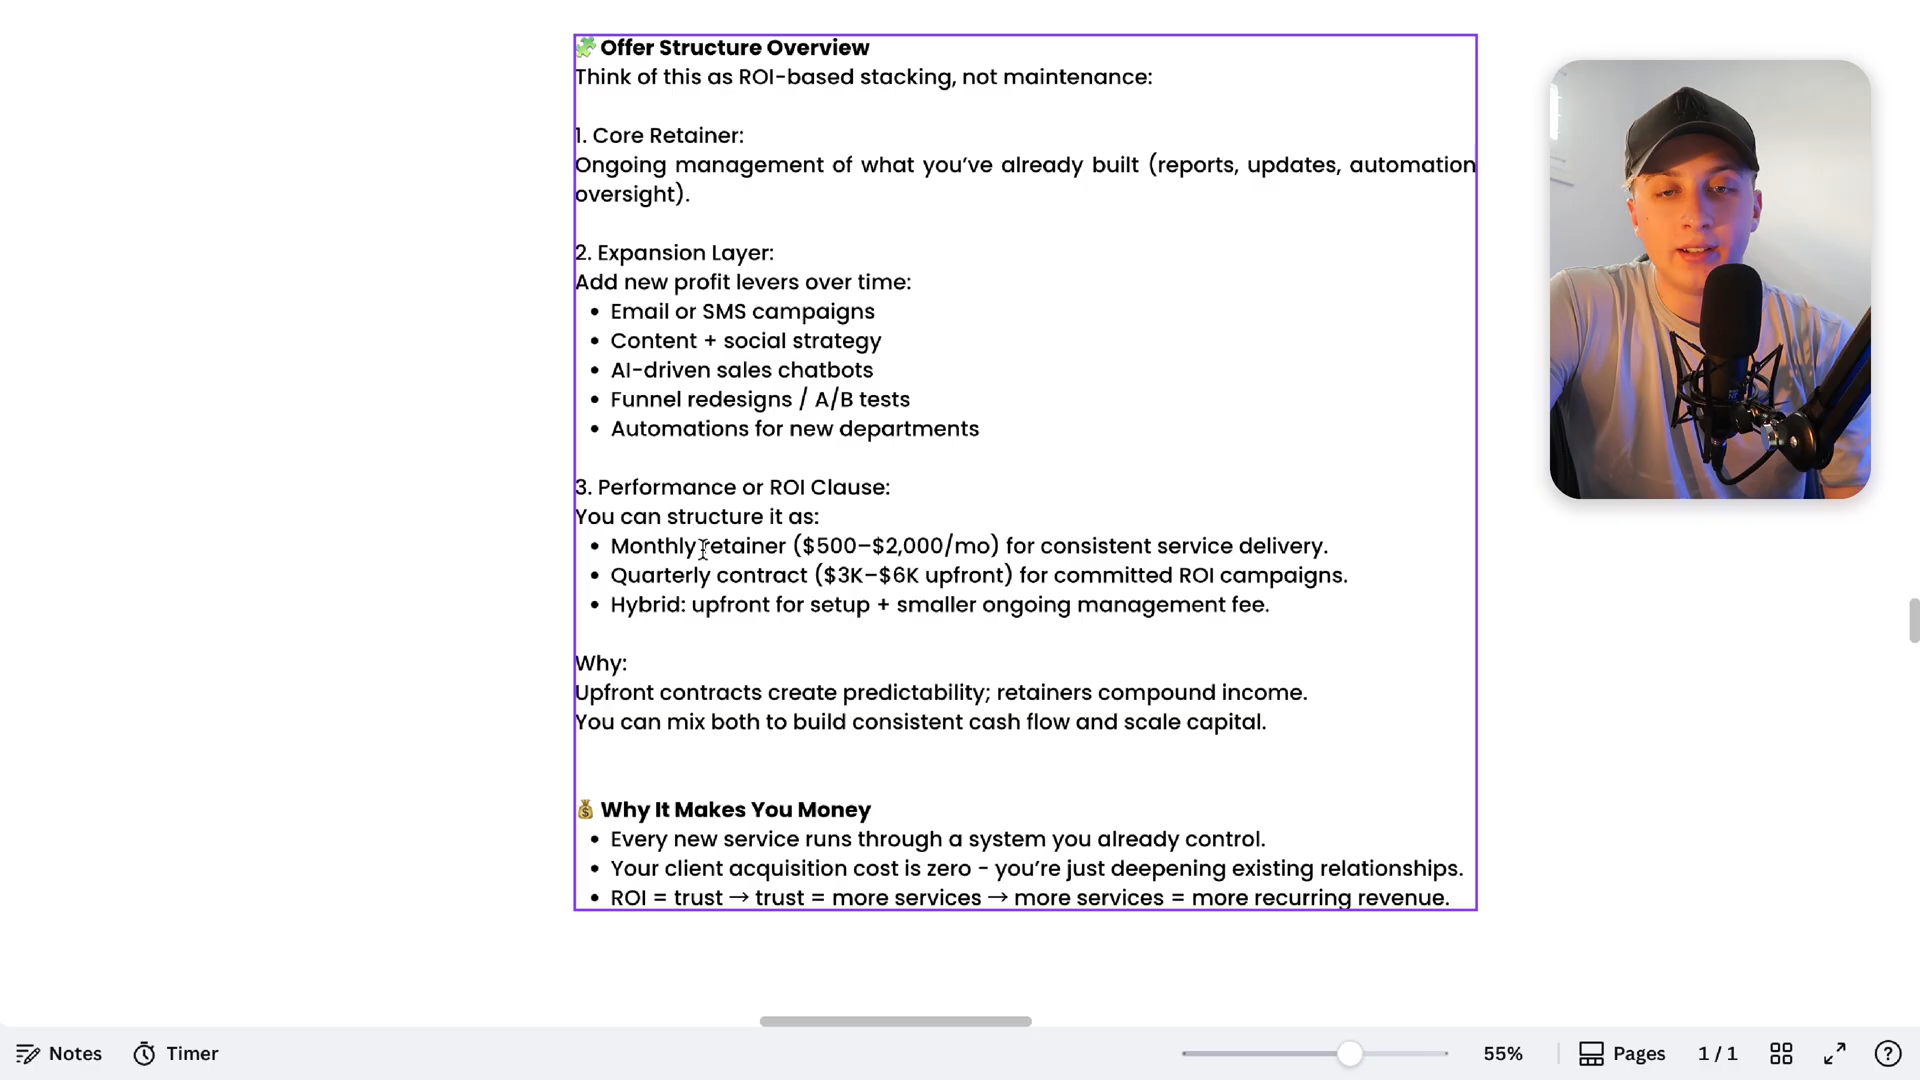 🧩 Offer Structure Overview
Think of this as ROI-based stacking, not maintenance:
1. Core Retainer:
Ongoing management of what you’ve already built (reports, updates, automation
oversight).
2. Expansion Layer:
Add new profit levers over time:
• Email or SMS campaigns
• Content + social strategy
• AI-driven sales chatbots
• Funnel redesigns / A/B tests
• Automations for new departments
3. Performance or ROI Clause:
You can structure it as:
• Monthly retainer ($500–$2,000/mo) for consistent service delivery.
• Quarterly contract ($3K–$6K upfront) for committed ROI campaigns.
• Hybrid: upfront for setup + smaller ongoing management fee.
Why:
Upfront contracts create predictability; retainers compound income.
You can mix both to build consistent cash flow and scale capital.
💰 Why It Makes You Money
• Every new service runs through a system you already control.
• Your client acquisition cost is zero - you’re just deepening existing relationships.
• ROI = trust → trust = more services → more services = more recurring revenue.
Notes Timer 55% Pages 1 / 1